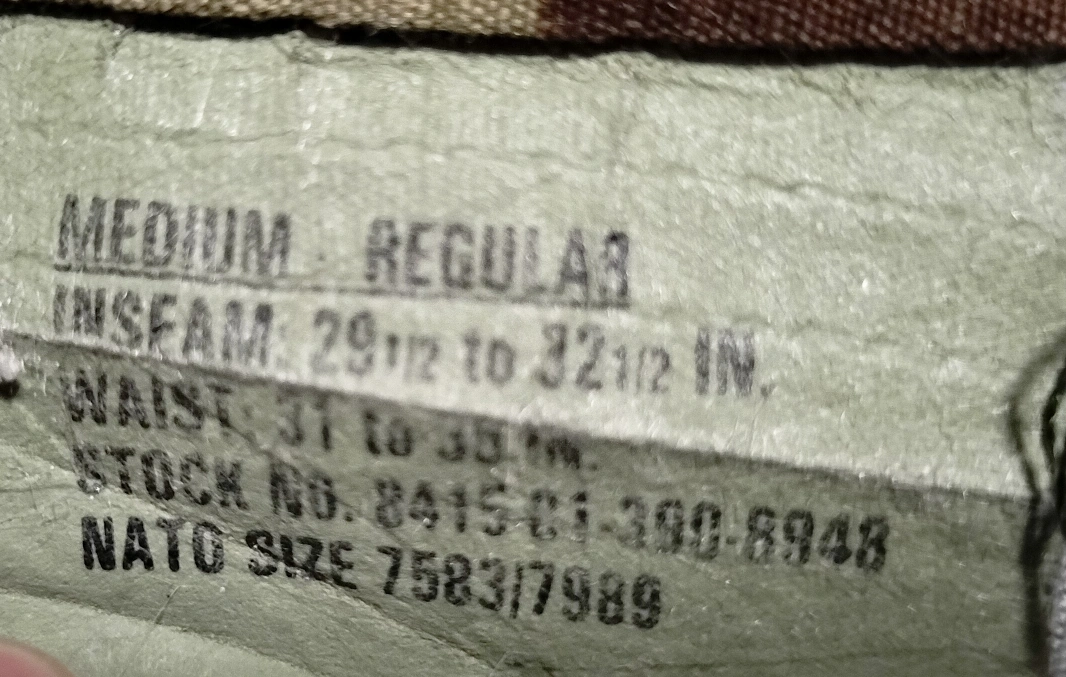 MEDIUM REGULAR
INSEAM: 29 1/2 to 32 1/2 IN.
WAIST: 31 to 35 IN.
STOCK NO. 8415-01-390-8948
NATO SIZE 7583/7989